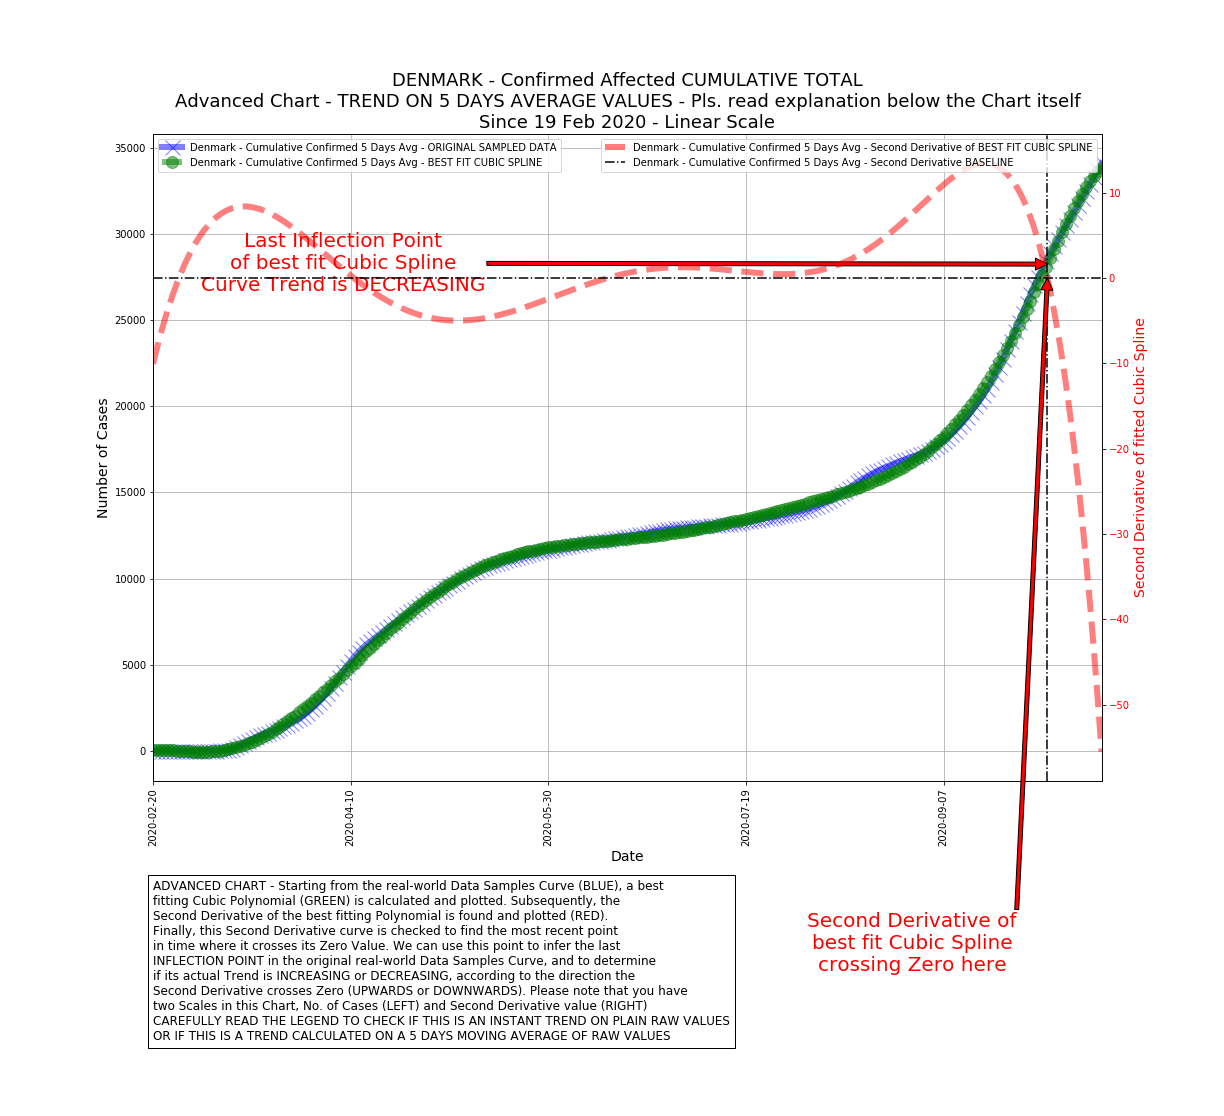 DENMARK - Confirmed Affected CUMULATIVE TOTAL
Advanced Chart - TREND ON 5 DAYS AVERAGE VALUES - Pls. read explanation below the Chart itself
Since 19 Feb 2020 - Linear Scale
Denmark - Cumulative Confirmed 5 Days Avg - ORIGINAL SAMPLED DATA
Denmark - Cumulative Confirmed 5 Days Avg - BEST FIT CUBIC SPLINE
Denmark - Cumulative Confirmed 5 Days Avg - Second Derivative of BEST FIT CUBIC SPLINE
Denmark - Cumulative Confirmed 5 Days Avg - Second Derivative BASELINE
35000
30000
25000
20000
15000
10000
5000
0
Number of Cases
Last Inflection Point
of best fit Cubic Spline
Curve Trend is DECREASING
10
0
−10
−20
−30
−40
−50
Second Derivative of fitted Cubic Spline
2020-02-20
2020-04-10
2020-05-30
2020-07-19
2020-09-07
Date
Second Derivative of
best fit Cubic Spline
crossing Zero here
ADVANCED CHART - Starting from the real-world Data Samples Curve (BLUE), a best
fitting Cubic Polynomial (GREEN) is calculated and plotted. Subsequently, the
Second Derivative of the best fitting Polynomial is found and plotted (RED).
Finally, this Second Derivative curve is checked to find the most recent point
in time where it crosses its Zero Value. We can use this point to infer the last
INFLECTION POINT in the original real-world Data Samples Curve, and to determine
if its actual Trend is INCREASING or DECREASING, according to the direction the
Second Derivative crosses Zero (UPWARDS or DOWNWARDS). Please note that you have
two Scales in this Chart, No. of Cases (LEFT) and Second Derivative value (RIGHT)
CAREFULLY READ THE LEGEND TO CHECK IF THIS IS AN INSTANT TREND ON PLAIN RAW VALUES
OR IF THIS IS A TREND CALCULATED ON A 5 DAYS MOVING AVERAGE OF RAW VALUES